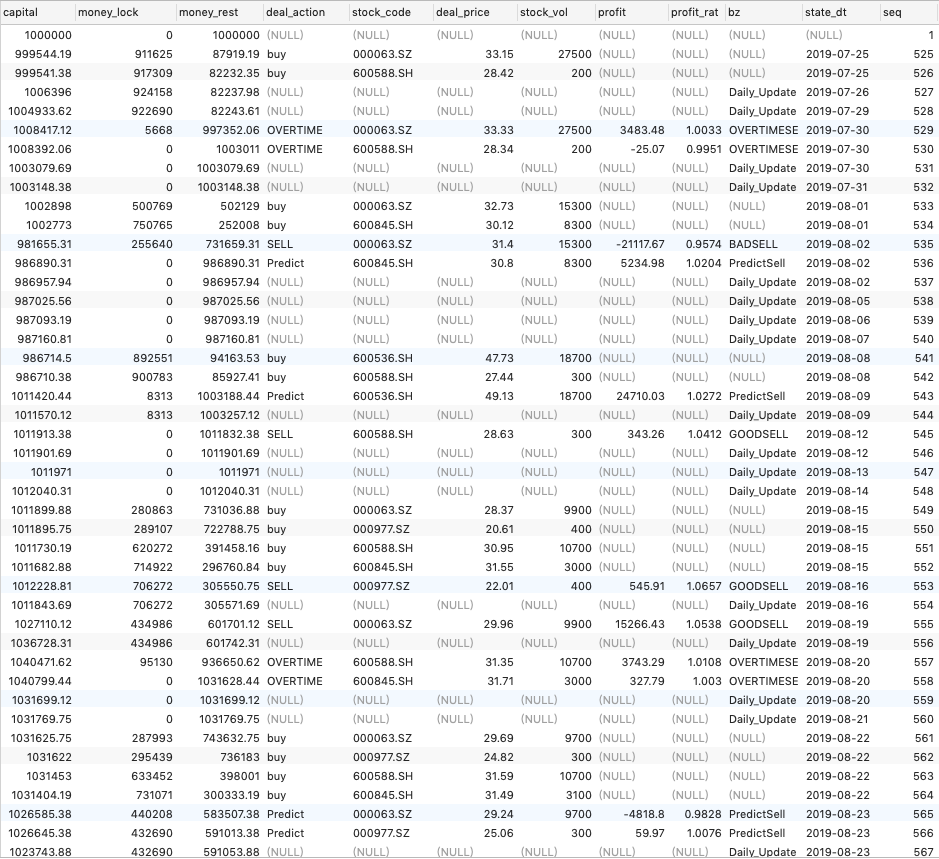 capital money_lock money_rest deal_action stock_code deal_price stock_vol profit profit_rat bz state_dt seq
1000000 0 1000000 (NULL) (NULL) (NULL) (NULL) (NULL) (NULL) (NULL) (NULL) 1
999544.19 911625 87919.19 buy 000063.SZ 33.15 27500 (NULL) (NULL) (NULL) 2019-07-25 525
999541.38 917309 82232.35 buy 600588.SH 28.42 200 (NULL) (NULL) (NULL) 2019-07-25 526
1006396 924158 82237.98 (NULL) (NULL) (NULL) (NULL) (NULL) (NULL) Daily_Update 2019-07-26 527
1004933.62 922690 82243.61 (NULL) (NULL) (NULL) (NULL) (NULL) (NULL) Daily_Update 2019-07-29 528
1008417.12 5668 997352.06 OVERTIME 000063.SZ 33.33 27500 3483.48 1.0033 OVERTIMESE 2019-07-30 529
1008392.06 0 1003011 OVERTIME 600588.SH 28.34 200 -25.07 0.9951 OVERTIMESE 2019-07-30 530
1003079.69 0 1003079.69 (NULL) (NULL) (NULL) (NULL) (NULL) (NULL) Daily_Update 2019-07-30 531
1003148.38 0 1003148.38 (NULL) (NULL) (NULL) (NULL) (NULL) (NULL) Daily_Update 2019-07-31 532
1002898 500769 502129 buy 000063.SZ 32.73 15300 (NULL) (NULL) (NULL) 2019-08-01 533
1002773 750765 252008 buy 600845.SH 30.12 8300 (NULL) (NULL) (NULL) 2019-08-01 534
981655.31 255640 731659.31 SELL 000063.SZ 31.4 15300 -21117.67 0.9574 BADSELL 2019-08-02 535
986890.31 0 986890.31 Predict 600845.SH 30.8 8300 5234.98 1.0204 PredictSell 2019-08-02 536
986957.94 0 986957.94 (NULL) (NULL) (NULL) (NULL) (NULL) (NULL) Daily_Update 2019-08-02 537
987025.56 0 987025.56 (NULL) (NULL) (NULL) (NULL) (NULL) (NULL) Daily_Update 2019-08-05 538
987093.19 0 987093.19 (NULL) (NULL) (NULL) (NULL) (NULL) (NULL) Daily_Update 2019-08-06 539
987160.81 0 987160.81 (NULL) (NULL) (NULL) (NULL) (NULL) (NULL) Daily_Update 2019-08-07 540
986714.5 892551 94163.53 buy 600536.SH 47.73 18700 (NULL) (NULL) (NULL) 2019-08-08 541
986710.38 900783 85927.41 buy 600588.SH 27.44 300 (NULL) (NULL) (NULL) 2019-08-08 542
1011420.44 8313 1003188.44 Predict 600536.SH 49.13 18700 24710.03 1.0272 PredictSell 2019-08-09 543
1011570.12 8313 1003257.12 (NULL) (NULL) (NULL) (NULL) (NULL) (NULL) Daily_Update 2019-08-09 544
1011913.38 0 1011832.38 SELL 600588.SH 28.63 300 343.26 1.0412 GOODSELL 2019-08-12 545
1011901.69 0 1011901.69 (NULL) (NULL) (NULL) (NULL) (NULL) (NULL) Daily_Update 2019-08-12 546
1011971 0 1011971 (NULL) (NULL) (NULL) (NULL) (NULL) (NULL) Daily_Update 2019-08-13 547
1012040.31 0 1012040.31 (NULL) (NULL) (NULL) (NULL) (NULL) (NULL) Daily_Update 2019-08-14 548
1011899.88 280863 731036.88 buy 000063.SZ 28.37 9900 (NULL) (NULL) (NULL) 2019-08-15 549
1011895.75 289107 722788.75 buy 000977.SZ 20.61 400 (NULL) (NULL) (NULL) 2019-08-15 550
1011730.19 620272 391458.16 buy 600588.SH 30.95 10700 (NULL) (NULL) (NULL) 2019-08-15 551
1011682.88 714922 296760.84 buy 600845.SH 31.55 3000 (NULL) (NULL) (NULL) 2019-08-15 552
1012228.81 706272 305550.75 SELL 000977.SZ 22.01 400 545.91 1.0657 GOODSELL 2019-08-16 553
1011843.69 706272 305571.69 (NULL) (NULL) (NULL) (NULL) (NULL) (NULL) Daily_Update 2019-08-16 554
1027110.12 434986 601701.12 SELL 000063.SZ 29.96 9900 15266.43 1.0538 GOODSELL 2019-08-19 555
1036728.31 434986 601742.31 (NULL) (NULL) (NULL) (NULL) (NULL) (NULL) Daily_Update 2019-08-19 556
1040471.62 95130 936650.62 OVERTIME 600588.SH 31.35 10700 3743.29 1.0108 OVERTIMESE 2019-08-20 557
1040799.44 0 1031628.44 OVERTIME 600845.SH 31.71 3000 327.79 1.003 OVERTIMESE 2019-08-20 558
1031699.12 0 1031699.12 (NULL) (NULL) (NULL) (NULL) (NULL) (NULL) Daily_Update 2019-08-20 559
1031769.75 0 1031769.75 (NULL) (NULL) (NULL) (NULL) (NULL) (NULL) Daily_Update 2019-08-21 560
1031625.75 287993 743632.75 buy 000063.SZ 29.69 9700 (NULL) (NULL) (NULL) 2019-08-22 561
1031622 295439 736183 buy 000977.SZ 24.82 300 (NULL) (NULL) (NULL) 2019-08-22 562
1031453 633452 398001 buy 600588.SH 31.59 10700 (NULL) (NULL) (NULL) 2019-08-22 563
1031404.19 731071 300333.19 buy 600845.SH 31.49 3100 (NULL) (NULL) (NULL) 2019-08-22 564
1026585.38 440208 583507.38 Predict 000063.SZ 29.24 9700 -4818.8 0.9828 PredictSell 2019-08-23 565
1026645.38 432690 591013.38 Predict 000977.SZ 25.06 300 59.97 1.0076 PredictSell 2019-08-23 566
1023743.88 432690 591053.88 (NULL) (NULL) (NULL) (NULL) (NULL) (NULL) Daily_Update 2019-08-23 567